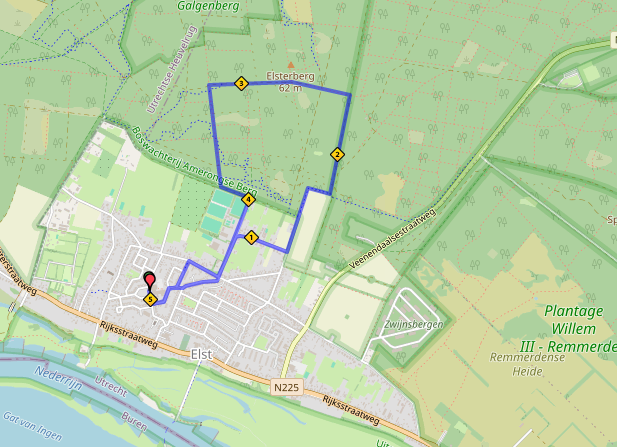 Galgenberg
Utrechtse Heuvelrug
3
Elsterberg
62 m
2
Boswachterij Amerongse Berg
4
1
Veenendaalsestraatweg
5
Zwijnsbergen
Plantage
Willem
III - Remmerde
Remmerdense
Heide
Rijksstraatweg
Elst
N225
Rijksstraatweg
Nederrijn
Utrecht
Buren
Gat van Ingen